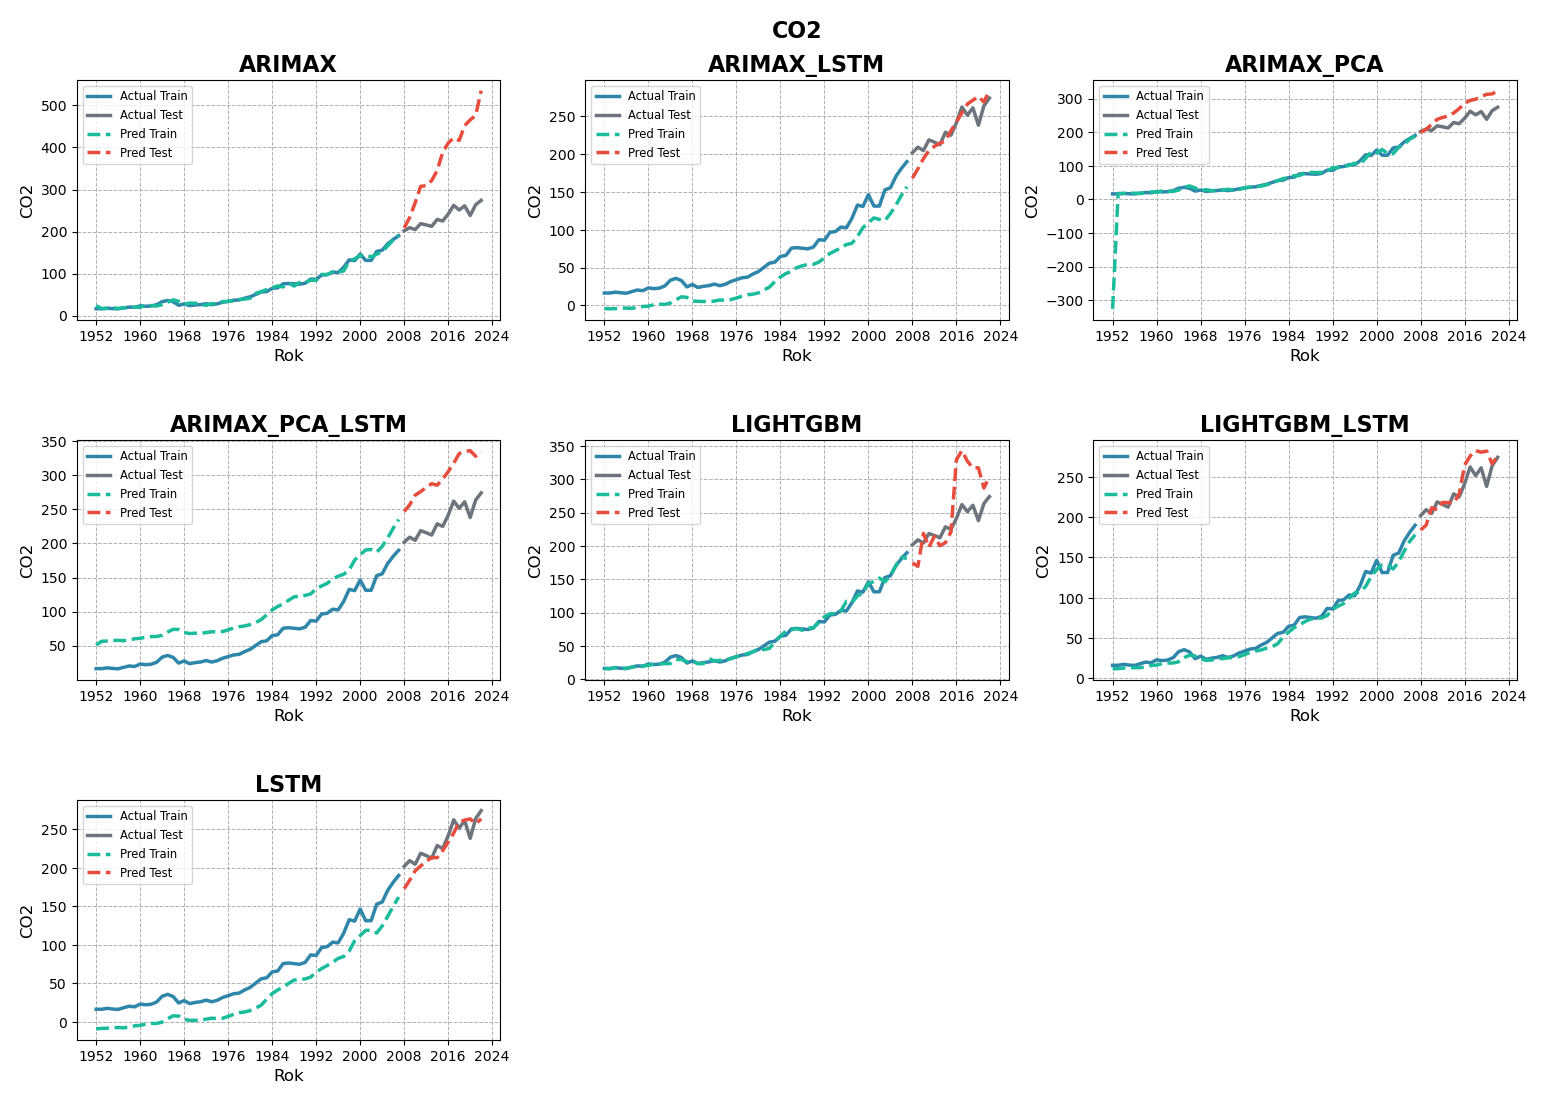 CO2
ARIMAX
Actual Train
Actual Test
Pred Train
Pred Test
500
400
300
200
100
0
CO2
1952 1960 1968 1976 1984 1992 2000 2008 2016 2024
Rok
ARIMAX_LSTM
Actual Train
Actual Test
Pred Train
Pred Test
250
200
150
100
50
0
CO2
1952 1960 1968 1976 1984 1992 2000 2008 2016 2024
Rok
ARIMAX_PCA
Actual Train
Actual Test
Pred Train
Pred Test
300
200
100
0
−100
−200
−300
CO2
1952 1960 1968 1976 1984 1992 2000 2008 2016 2024
Rok
ARIMAX_PCA_LSTM
Actual Train
Actual Test
Pred Train
Pred Test
350
300
250
200
150
100
50
CO2
1952 1960 1968 1976 1984 1992 2000 2008 2016 2024
Rok
LIGHTGBM
Actual Train
Actual Test
Pred Train
Pred Test
350
300
250
200
150
100
50
0
CO2
1952 1960 1968 1976 1984 1992 2000 2008 2016 2024
Rok
LIGHTGBM_LSTM
Actual Train
Actual Test
Pred Train
Pred Test
250
200
150
100
50
0
CO2
1952 1960 1968 1976 1984 1992 2000 2008 2016 2024
Rok
LSTM
Actual Train
Actual Test
Pred Train
Pred Test
250
200
150
100
50
0
CO2
1952 1960 1968 1976 1984 1992 2000 2008 2016 2024
Rok